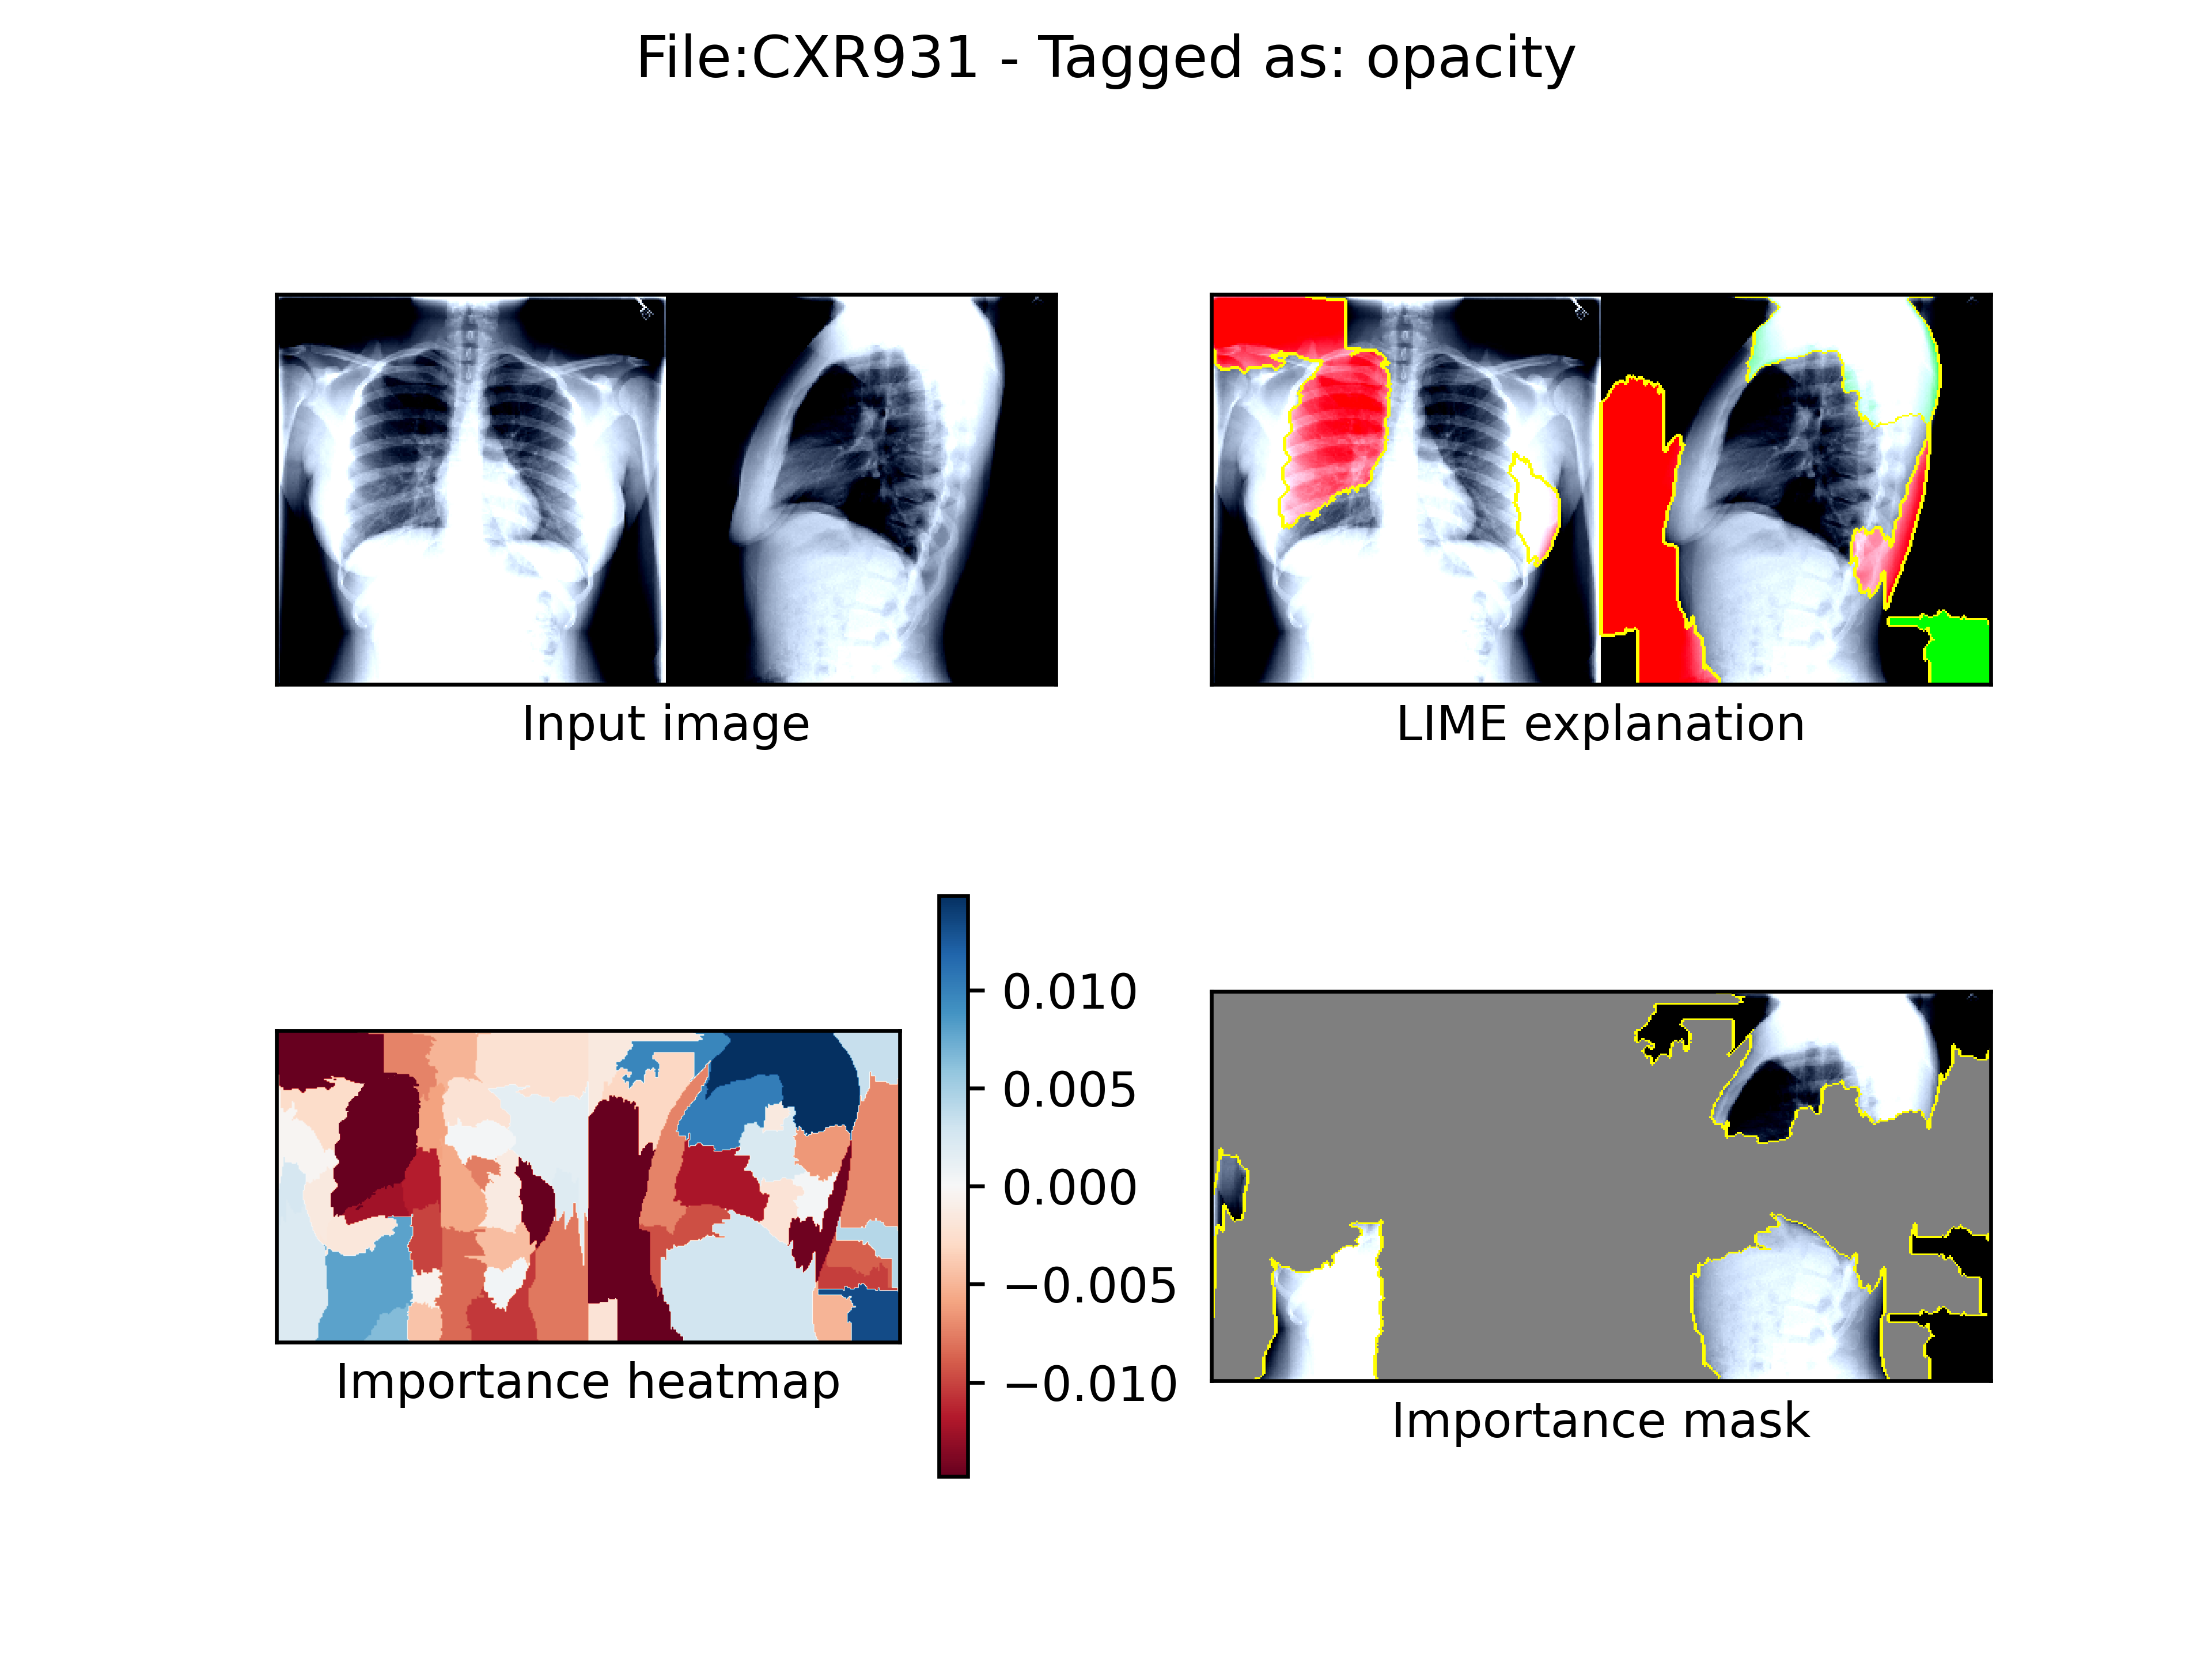 File:CXR931 - Tagged as: opacity
Input image
LIME explanation
0.010
0.005
0.000
−0.005
−0.010
Importance heatmap
Importance mask